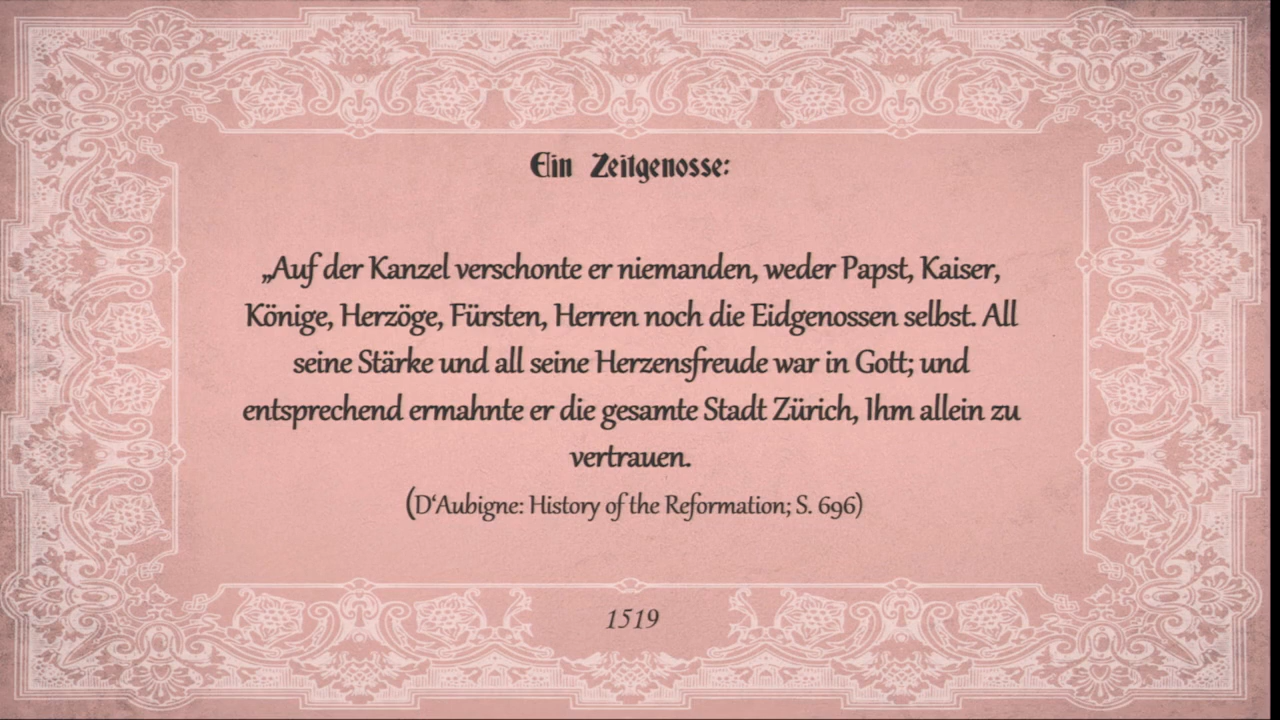 Ein Zeitgenosse:
„Auf der Kanzel verschonte er niemanden, weder Papst, Kaiser,
Könige, Herzöge, Fürsten, Herren noch die Eidgenossen selbst. All
seine Stärke und all seine Herzensfreude war in Gott; und
entsprechend ermahnte er die gesamte Stadt Zürich, Ihm allein zu
vertrauen.
(D‘Aubigne: History of the Reformation; S. 696)
1519